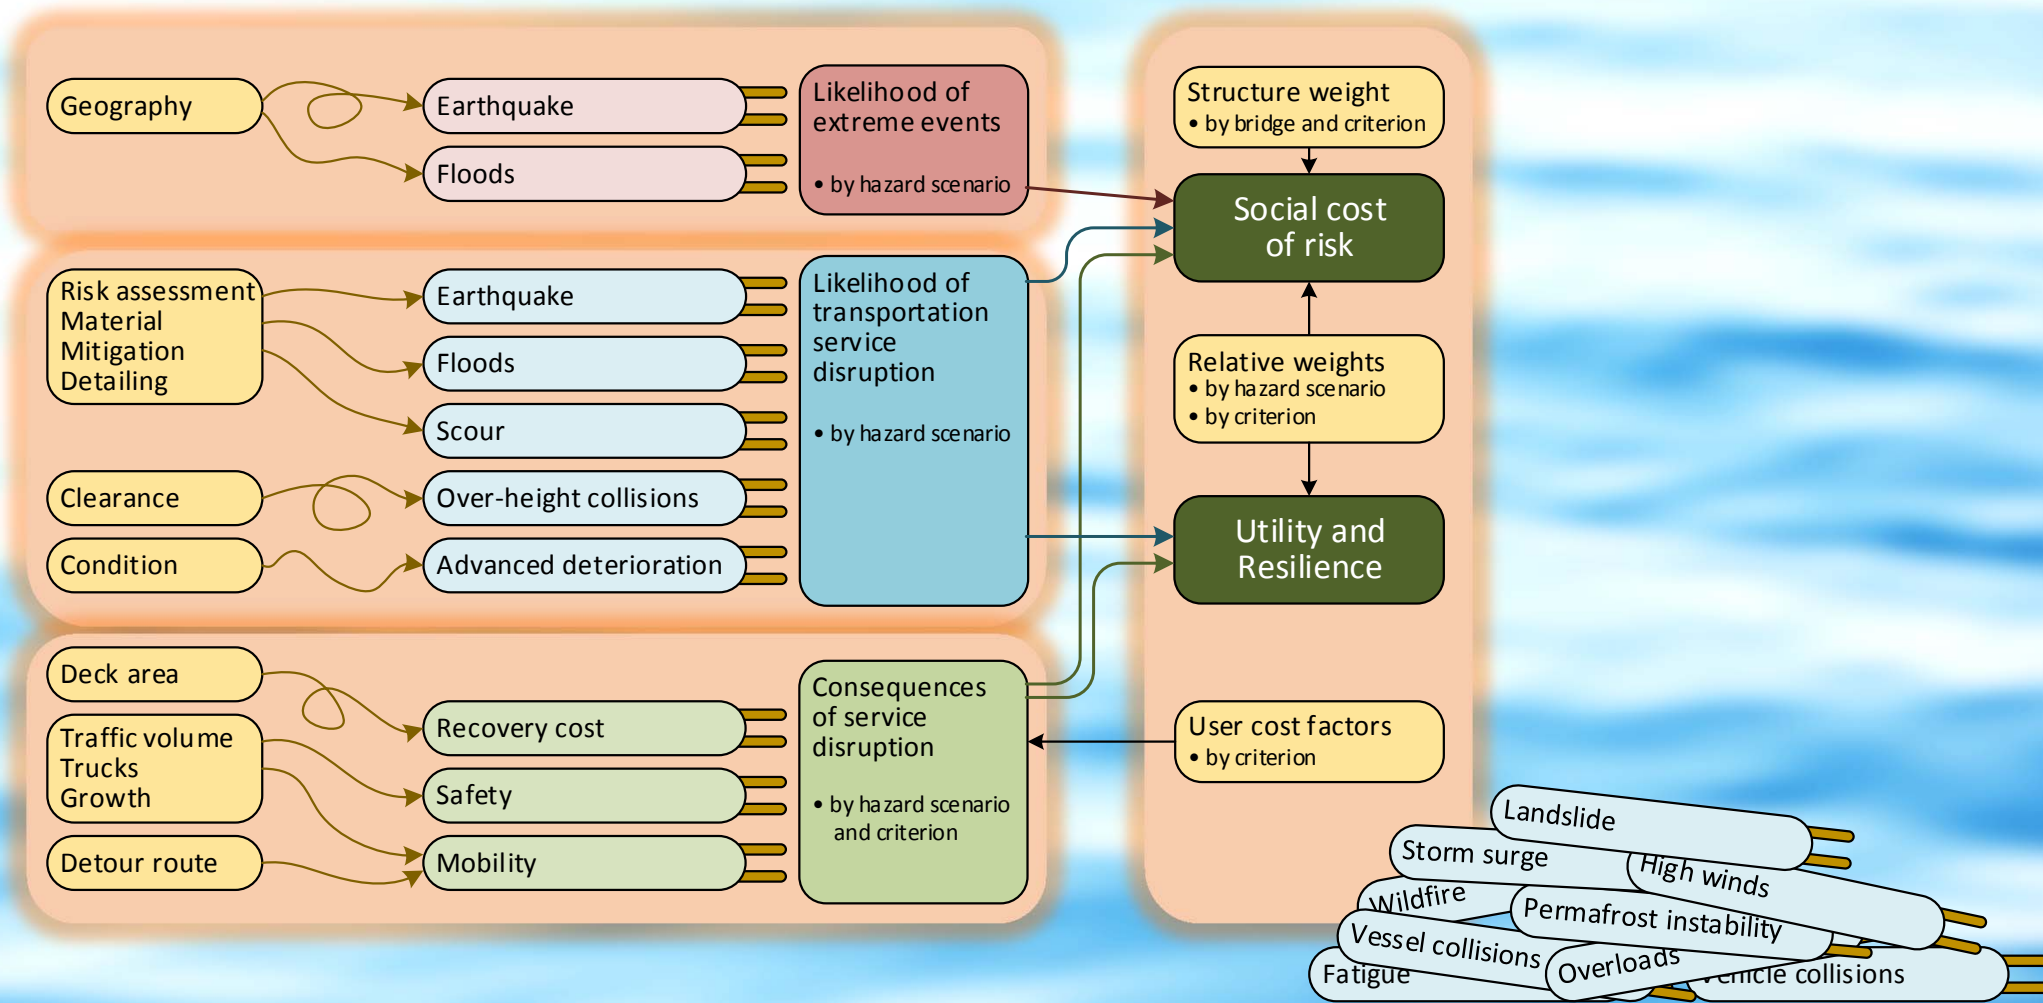 Geography
Earthquake
Floods
Likelihood of
extreme events
• by hazard scenario
Risk assessment
Material
Mitigation
Detailing
Clearance
Condition
Earthquake
Floods
Scour
Over-height collisions
Advanced deterioration
Likelihood of
transportation
service
disruption
• by hazard scenario
Deck area
Traffic volume
Trucks
Growth
Detour route
Recovery cost
Safety
Mobility
Consequences
of service
disruption
• by hazard scenario
and criterion
Structure weight
• by bridge and criterion
Social cost
of risk
Relative weights
• by hazard scenario
• by criterion
Utility and
Resilience
User cost factors
• by criterion
Landslide
Storm surge
High winds
Wildfire
Permafrost instability
Vessel collisions
Overloads
Fatigue
Vehicle collisions